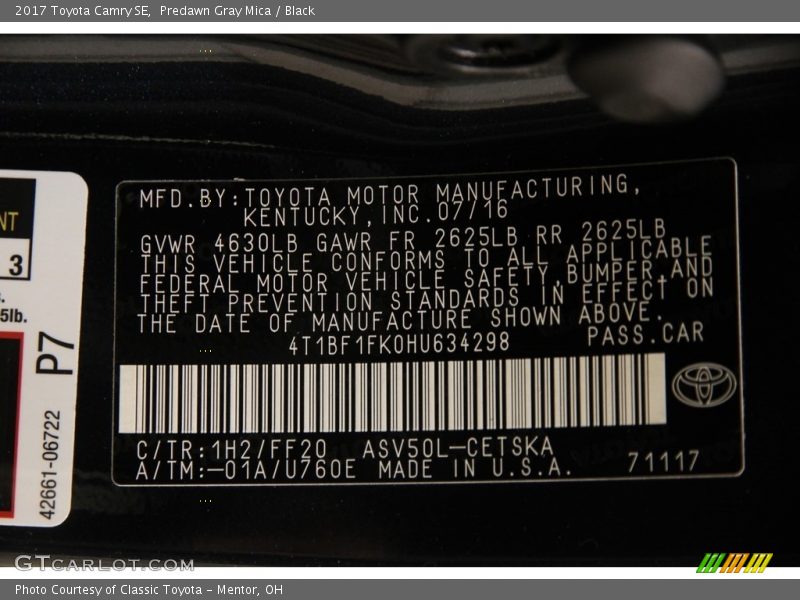 2017 Toyota Camry SE, Predawn Gray Mica / Black
MFD.BY:TOYOTA MOTOR MANUFACTURING,
KENTUCKY,INC.07/16
GVWR 4630LB GAWR FR 2625LB RR 2625LB
THIS VEHICLE CONFORMS TO ALL APPLICABLE
FEDERAL MOTOR VEHICLE SAFETY,BUMPER,AND
THEFT PREVENTION STANDARDS IN EFFECT ON
THE DATE OF MANUFACTURE SHOWN ABOVE.
4T1BF1FK0HU634298 PASS.CAR
C/TR:1H2/FF20 ASV50L-CETSKA
A/TM:-01A/U760E MADE IN U.S.A. 71117
NT
3
5lb.
P7
42661-06722
GTcarlot.com
Photo Courtesy of Classic Toyota - Mentor, OH